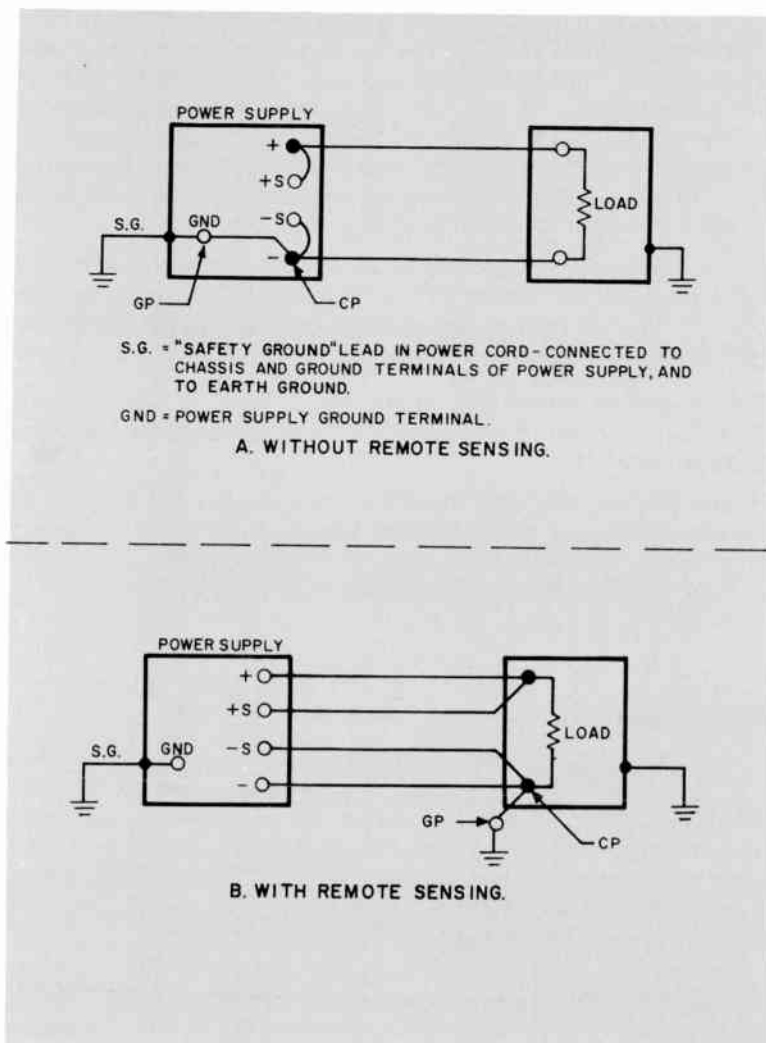 POWER SUPPLY
+
+S
-S
-
S.G.
GND
LOAD
GP
CP
S.G. = "SAFETY GROUND" LEAD IN POWER CORD - CONNECTED TO
CHASSIS AND GROUND TERMINALS OF POWER SUPPLY, AND
TO EARTH GROUND.
GND = POWER SUPPLY GROUND TERMINAL.
A. WITHOUT REMOTE SENSING.
POWER SUPPLY
+
+S
-S
-
S.G.
GND
LOAD
GP
CP
B. WITH REMOTE SENSING.